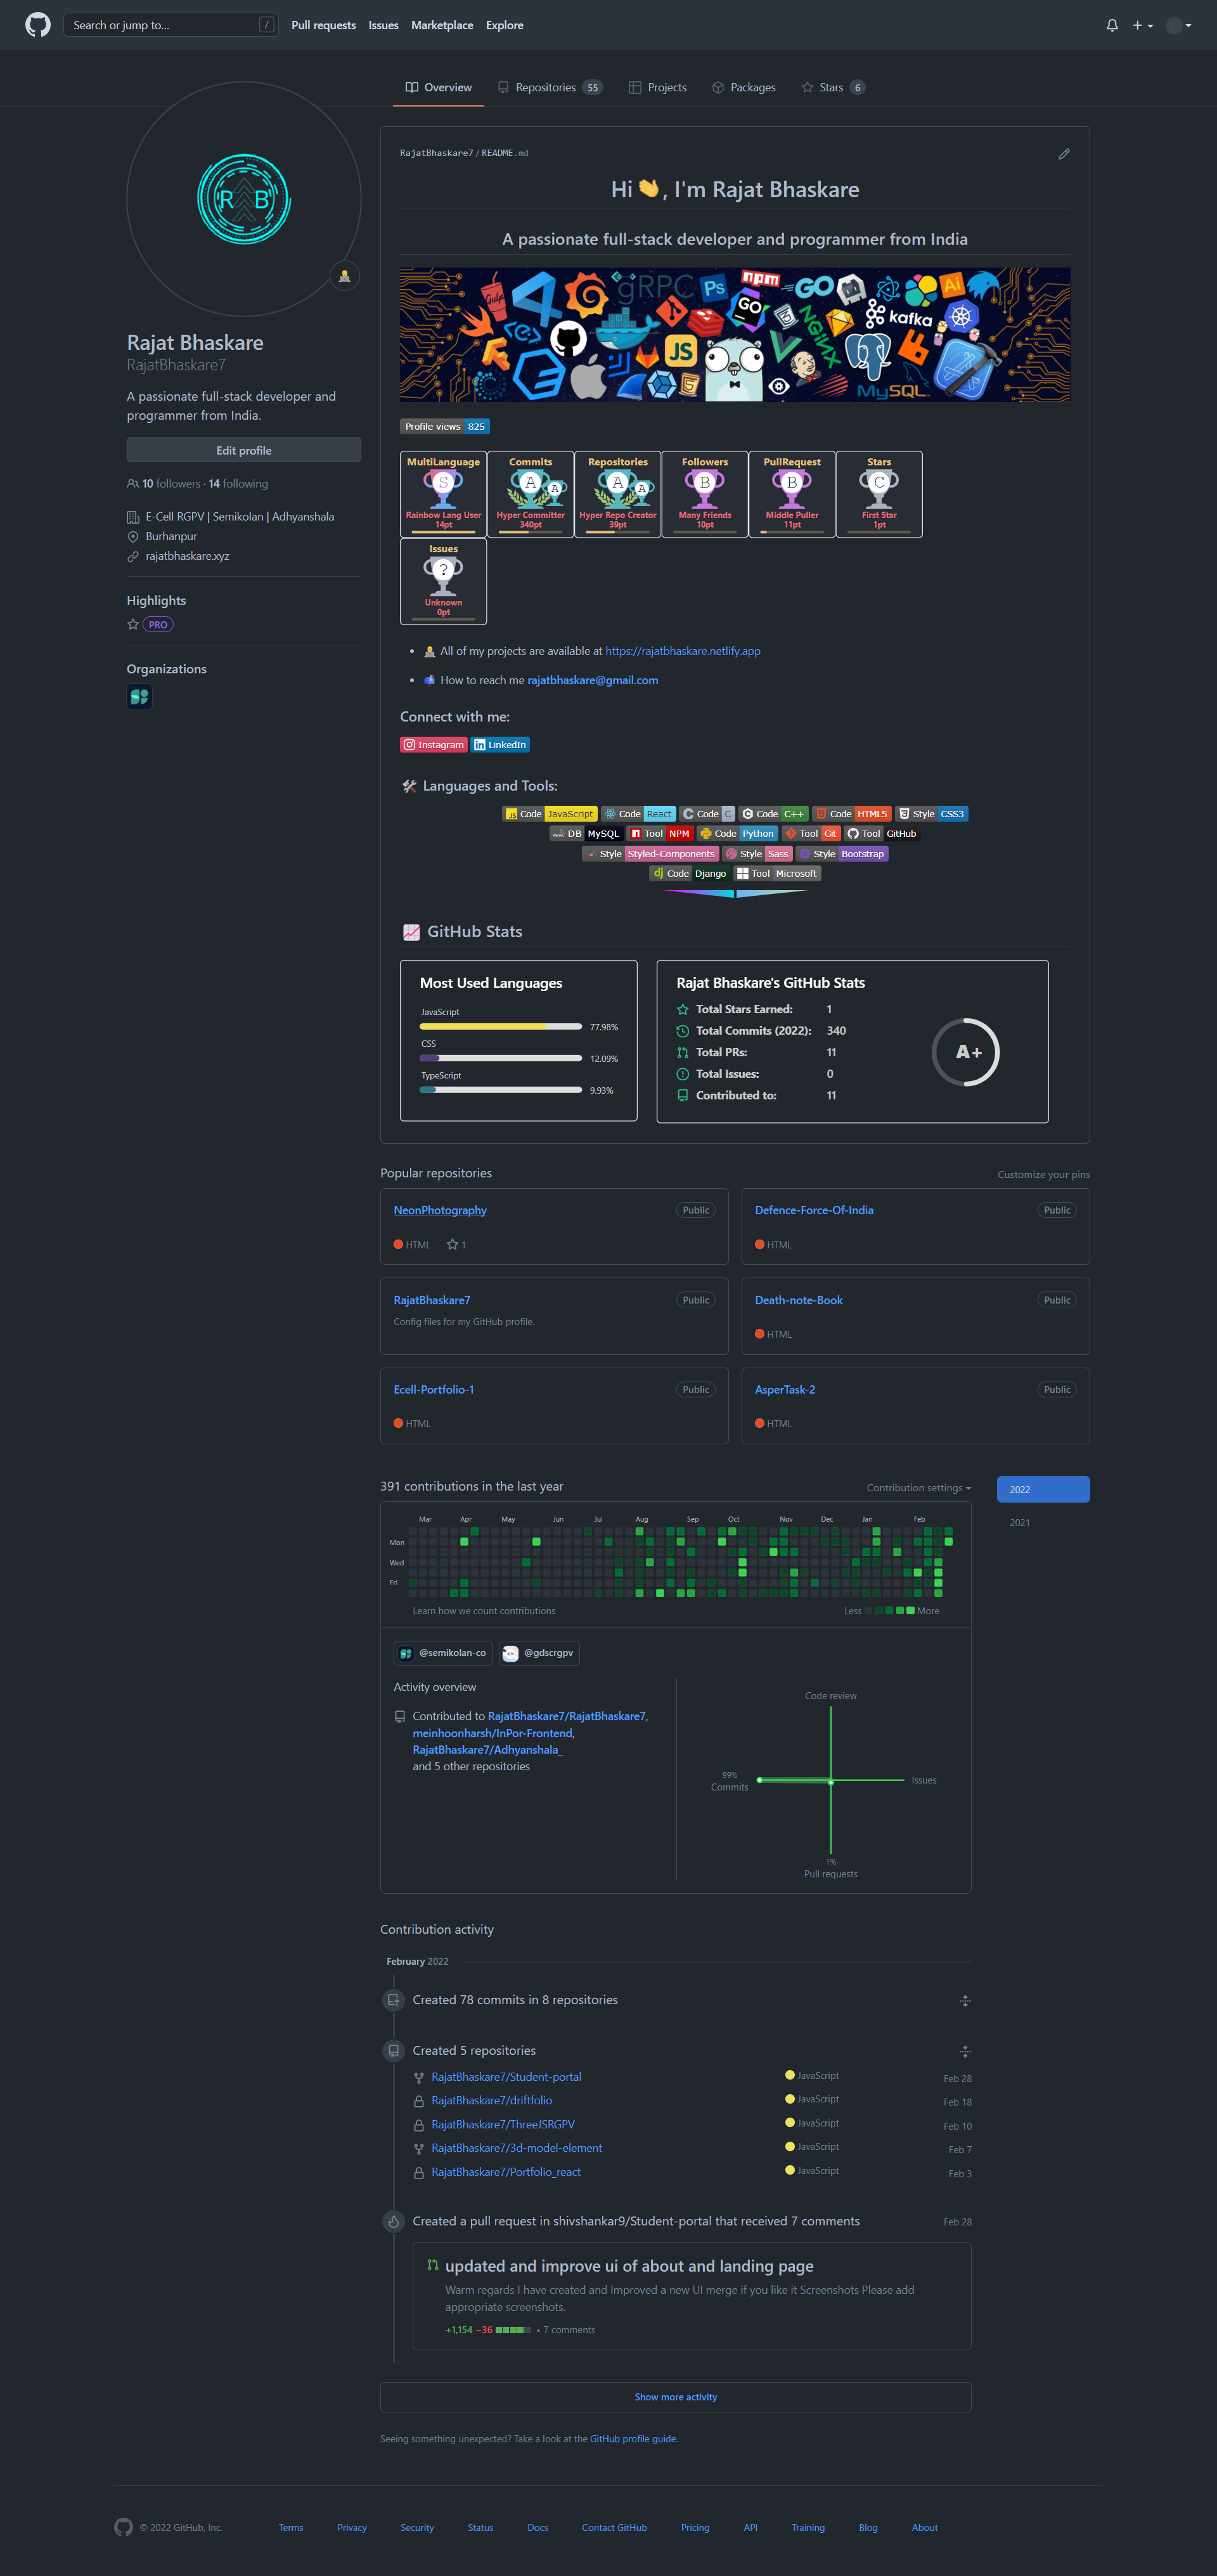 Search or jump to... /
Pull requests Issues Marketplace Explore
Overview Repositories 55 Projects Packages Stars 6
R B
Rajat Bhaskare
RajatBhaskare7
A passionate full-stack developer and
programmer from India.
Edit profile
10 followers · 14 following
E-Cell RGPV | Semikolan | Adhyanshala
Burhanpur
rajatbhaskare.xyz
Highlights
PRO
Organizations
RajatBhaskare7 / README.md
Hi 👋, I'm Rajat Bhaskare
A passionate full-stack developer and programmer from India
Gulp gRPC Ps npm GO GO Ai
kafka JS NGINX MySQL
Profile views 825
MultiLanguage Commits Repositories Followers PullRequest Stars
S A A A A B B C
Rainbow Lang User Hyper Committer Hyper Repo Creator Many Friends Middle Puller First Star
14pt 340pt 39pt 10pt 11pt 1pt
Issues
?
Unknown
0pt
• 👨‍💻 All of my projects are available at https://rajatbhaskare.netlify.app
• 📫 How to reach me rajatbhaskare@gmail.com
Connect with me:
Instagram LinkedIn
🛠 Languages and Tools:
JS Code JavaScript Code React C Code C Code C++ Code HTML5 Style CSS3
DB MySQL Tool NPM Code Python Tool Git Tool GitHub
Style Styled-Components Style Sass Style Bootstrap
dj Code Django Tool Microsoft
📈 GitHub Stats
Most Used Languages
JavaScript
77.98%
CSS
12.09%
TypeScript
9.93%
Rajat Bhaskare's GitHub Stats
Total Stars Earned: 1
Total Commits (2022): 340
Total PRs: 11
Total Issues: 0
Contributed to: 11
A+
Popular repositories Customize your pins
NeonPhotography Public
HTML 1
Defence-Force-Of-India Public
HTML
RajatBhaskare7 Public
Config files for my GitHub profile.
Death-note-Book Public
HTML
Ecell-Portfolio-1 Public
HTML
AsperTask-2 Public
HTML
391 contributions in the last year Contribution settings
2022
2021
Mar Apr May Jun Jul Aug Sep Oct Nov Dec Jan Feb
Mon
Wed
Fri
Learn how we count contributions Less More
@semikolan-co @gdscrgpv
Activity overview
Contributed to RajatBhaskare7/RajatBhaskare7,
meinhoonharsh/InPor-Frontend,
RajatBhaskare7/Adhyanshala_
and 5 other repositories
Code review
99%
Commits
Issues
1%
Pull requests
Contribution activity
February 2022
Created 78 commits in 8 repositories
Created 5 repositories
RajatBhaskare7/Student-portal JavaScript Feb 28
RajatBhaskare7/driftfolio JavaScript Feb 18
RajatBhaskare7/ThreeJSRGPV JavaScript Feb 10
RajatBhaskare7/3d-model-element JavaScript Feb 7
RajatBhaskare7/Portfolio_react JavaScript Feb 3
Created a pull request in shivshankar9/Student-portal that received 7 comments Feb 28
updated and improve ui of about and landing page
Warm regards I have created and Improved a new UI merge if you like it Screenshots Please add
appropriate screenshots.
+1,154 −36 • 7 comments
Show more activity
Seeing something unexpected? Take a look at the GitHub profile guide.
© 2022 GitHub, Inc. Terms Privacy Security Status Docs Contact GitHub Pricing API Training Blog About